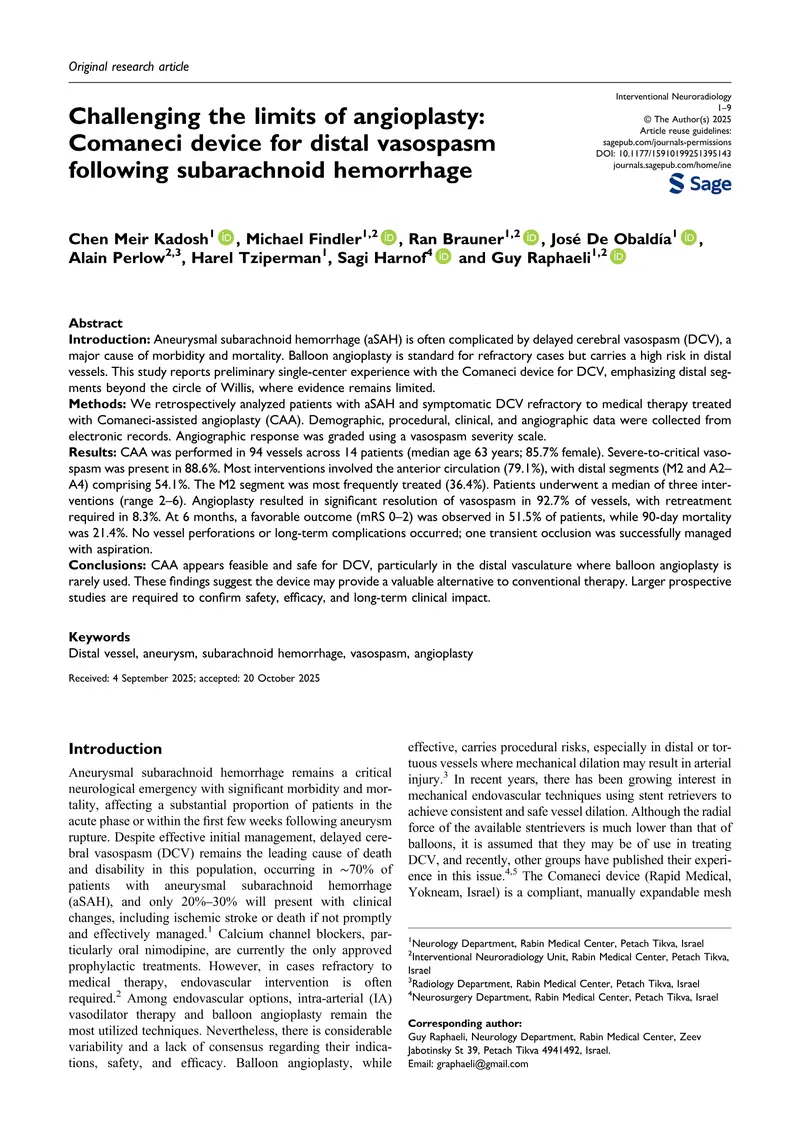 Original research article
Interventional Neuroradiology
1–9
© The Author(s) 2025
Article reuse guidelines:
sagepub.com/journals-permissions
DOI: 10.1177/15910199251395143
journals.sagepub.com/home/ine
Sage
Challenging the limits of angioplasty:
Comaneci device for distal vasospasm
following subarachnoid hemorrhage
Chen Meir Kadosh1 iD, Michael Findler1,2 iD, Ran Brauner1,2 iD, José De Obaldía1 iD,
Alain Perlow2,3, Harel Tziperman1, Sagi Harnof4 iD and Guy Raphaeli1,2 iD
Abstract
Introduction: Aneurysmal subarachnoid hemorrhage (aSAH) is often complicated by delayed cerebral vasospasm (DCV), a
major cause of morbidity and mortality. Balloon angioplasty is standard for refractory cases but carries a high risk in distal
vessels. This study reports preliminary single-center experience with the Comaneci device for DCV, emphasizing distal seg-
ments beyond the circle of Willis, where evidence remains limited.
Methods: We retrospectively analyzed patients with aSAH and symptomatic DCV refractory to medical therapy treated
with Comaneci-assisted angioplasty (CAA). Demographic, procedural, clinical, and angiographic data were collected from
electronic records. Angiographic response was graded using a vasospasm severity scale.
Results: CAA was performed in 94 vessels across 14 patients (median age 63 years; 85.7% female). Severe-to-critical vaso-
spasm was present in 88.6%. Most interventions involved the anterior circulation (79.1%), with distal segments (M2 and A2–
A4) comprising 54.1%. The M2 segment was most frequently treated (36.4%). Patients underwent a median of three inter-
ventions (range 2–6). Angioplasty resulted in significant resolution of vasospasm in 92.7% of vessels, with retreatment
required in 8.3%. At 6 months, a favorable outcome (mRS 0–2) was observed in 51.5% of patients, while 90-day mortality
was 21.4%. No vessel perforations or long-term complications occurred; one transient occlusion was successfully managed
with aspiration.
Conclusions: CAA appears feasible and safe for DCV, particularly in the distal vasculature where balloon angioplasty is
rarely used. These findings suggest the device may provide a valuable alternative to conventional therapy. Larger prospective
studies are required to confirm safety, efficacy, and long-term clinical impact.
Keywords
Distal vessel, aneurysm, subarachnoid hemorrhage, vasospasm, angioplasty
Received: 4 September 2025; accepted: 20 October 2025
Introduction
Aneurysmal subarachnoid hemorrhage remains a critical
neurological emergency with significant morbidity and mor-
tality, affecting a substantial proportion of patients in the
acute phase or within the first few weeks following aneurysm
rupture. Despite effective initial management, delayed cere-
bral vasospasm (DCV) remains the leading cause of death
and disability in this population, occurring in ∼70% of
patients with aneurysmal subarachnoid hemorrhage
(aSAH), and only 20%–30% will present with clinical
changes, including ischemic stroke or death if not promptly
and effectively managed.1 Calcium channel blockers, par-
ticularly oral nimodipine, are currently the only approved
prophylactic treatments. However, in cases refractory to
medical therapy, endovascular intervention is often
required.2 Among endovascular options, intra-arterial (IA)
vasodilator therapy and balloon angioplasty remain the
most utilized techniques. Nevertheless, there is considerable
variability and a lack of consensus regarding their indica-
tions, safety, and efficacy. Balloon angioplasty, while
effective, carries procedural risks, especially in distal or tor-
tuous vessels where mechanical dilation may result in arterial
injury.3 In recent years, there has been growing interest in
mechanical endovascular techniques using stent retrievers to
achieve consistent and safe vessel dilation. Although the radial
force of the available stentrievers is much lower than that of
balloons, it is assumed that they may be of use in treating
DCV, and recently, other groups have published their experi-
ence in this issue.4,5 The Comaneci device (Rapid Medical,
Yokneam, Israel) is a compliant, manually expandable mesh
1Neurology Department, Rabin Medical Center, Petach Tikva, Israel
2Interventional Neuroradiology Unit, Rabin Medical Center, Petach Tikva,
Israel
3Radiology Department, Rabin Medical Center, Petach Tikva, Israel
4Neurosurgery Department, Rabin Medical Center, Petach Tikva, Israel
Corresponding author:
Guy Raphaeli, Neurology Department, Rabin Medical Center, Zeev
Jabotinsky St 39, Petach Tikva 4941492, Israel.
Email: graphaeli@gmail.com